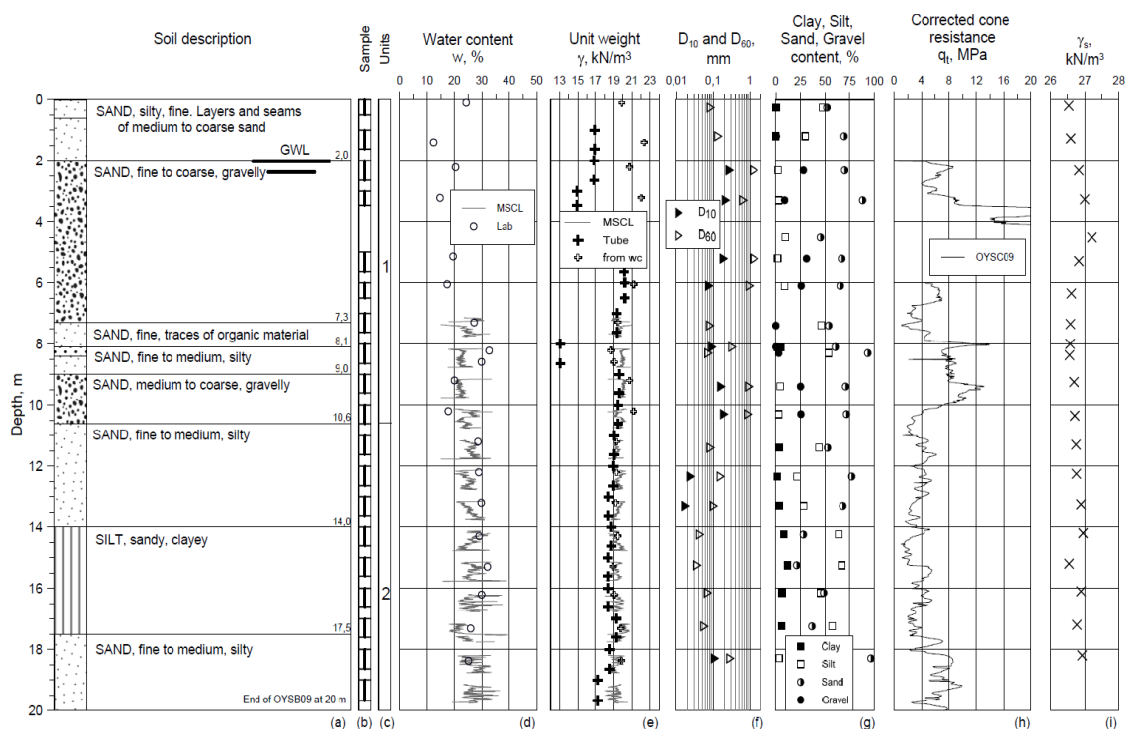 Soil description
Sample
Units
Water content
w, %
Unit weight
γ, kN/m³
D10 and D60,
mm
Clay, Silt,
Sand, Gravel
content, %
Corrected cone
resistance
qt, MPa
γs,
kN/m³
0 10 20 30 40 50
13 15 17 19 21 23
0.01 0.1 1
0 25 50 75 100
0 4 8 12 16 20
26 27 28
Depth, m
0
2
4
6
8
10
12
14
16
18
20
SAND, silty, fine. Layers and seams
of medium to coarse sand
GWL
2,0
SAND, fine to coarse, gravelly
7,3
SAND, fine, traces of organic material
8,1
SAND, fine to medium, silty
9,0
SAND, medium to coarse, gravelly
10,6
SAND, fine to medium, silty
14,0
SILT, sandy, clayey
17,5
SAND, fine to medium, silty
End of OYSB09 at 20 m
1
2
MSCL
Lab
MSCL
Tube
from wc
D10
D60
Clay
Silt
Sand
Gravel
OYSC09
(a) (b) (c) (d) (e) (f) (g) (h) (i)